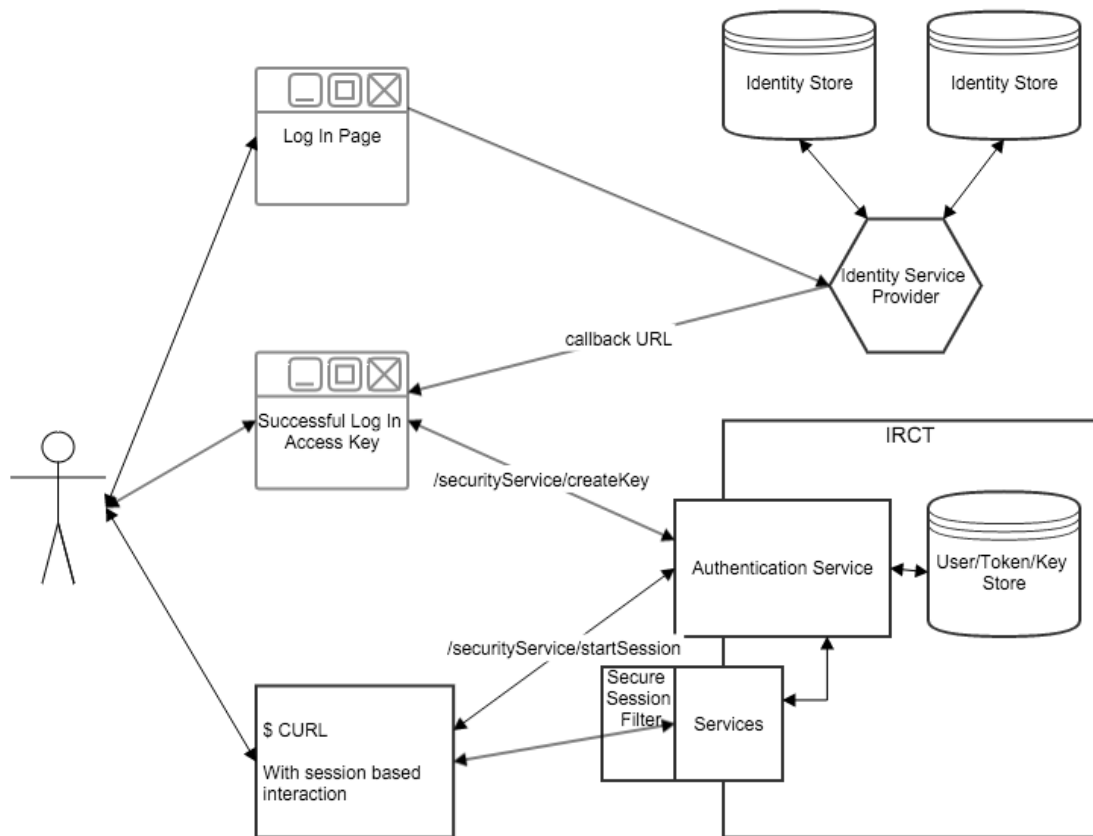 Identity Store
Identity Store
Log In Page
Identity Service
Provider
callback URL
Successful Log In
Access Key
IRCT
/securityService/createKey
Authentication Service
User/Token/Key
Store
/securityService/startSession
Secure
Session
Filter
Services
$ CURL
With session based
interaction